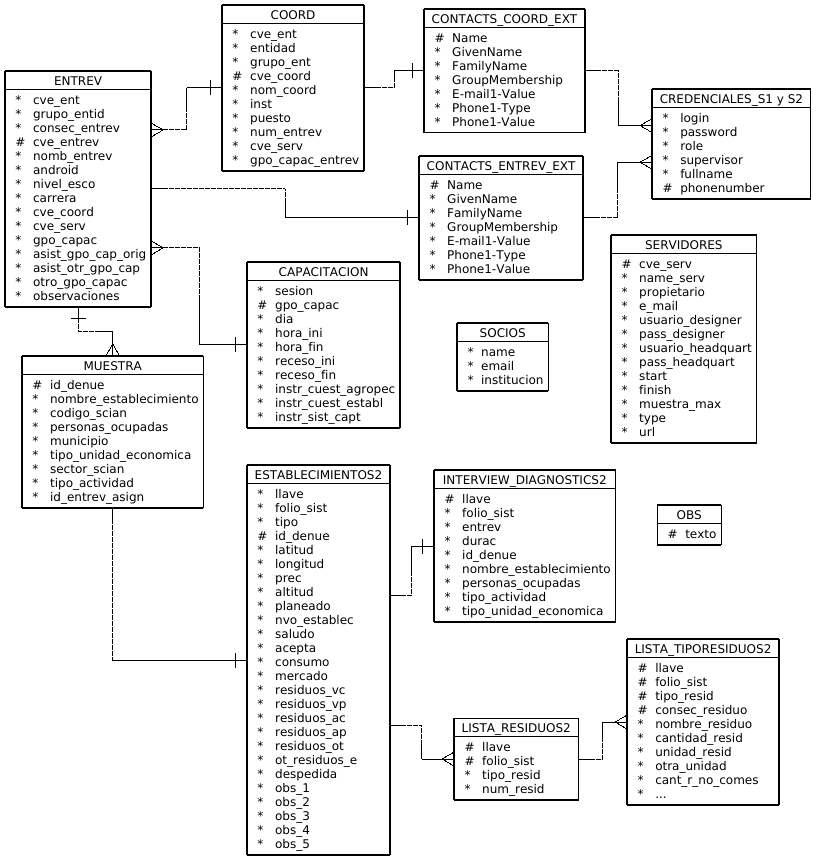 COORD
* cve_ent
* entidad
* grupo_ent
# cve_coord
* nom_coord
* inst
* puesto
* num_entrev
* cve_serv
* gpo_capac_entrev
CONTACTS_COORD_EXT
# Name
* GivenName
* FamilyName
* GroupMembership
* E-mail1-Value
* Phone1-Type
* Phone1-Value
ENTREV
* cve_ent
* grupo_entid
* consec_entrev
# cve_entrev
* nomb_entrev
* android
* nivel_esco
* carrera
* cve_coord
* cve_serv
* gpo_capac
* asist_gpo_cap_orig
* asist_otr_gpo_cap
* otro_gpo_capac
* observaciones
CREDENCIALES_S1 y S2
* login
* password
* role
* supervisor
* fullname
# phonenumber
CONTACTS_ENTREV_EXT
# Name
* GivenName
* FamilyName
* GroupMembership
* E-mail1-Value
* Phone1-Type
* Phone1-Value
SERVIDORES
# cve_serv
* name_serv
* propietario
* e_mail
* usuario_designer
* pass_designer
* usuario_headquart
* pass_headquart
* start
* finish
* muestra_max
* type
* url
CAPACITACION
* sesion
# gpo_capac
* dia
* hora_ini
* hora_fin
* receso_ini
* receso_fin
* instr_cuest_agropec
* instr_cuest_establ
* instr_sist_capt
SOCIOS
* name
* email
* institucion
MUESTRA
# id_denue
* nombre_establecimiento
* codigo_scian
* personas_ocupadas
* municipio
* tipo_unidad_economica
* sector_scian
* tipo_actividad
* id_entrev_asign
ESTABLECIMIENTOS2
* llave
* folio_sist
* tipo
# id_denue
* latitud
* longitud
* prec
* altitud
* planeado
* nvo_establec
* saludo
* acepta
* consumo
* mercado
* residuos_vc
* residuos_vp
* residuos_ac
* residuos_ap
* residuos_ot
* ot_residuos_e
* despedida
* obs_1
* obs_2
* obs_3
* obs_4
* obs_5
INTERVIEW_DIAGNOSTICS2
# llave
* folio_sist
* entrev
* durac
* id_denue
* nombre_establecimiento
* personas_ocupadas
* tipo_actividad
* tipo_unidad_economica
OBS
# texto
LISTA_TIPORESIDUOS2
# llave
# folio_sist
# tipo_resid
# consec_residuo
* nombre_residuo
* cantidad_resid
* unidad_resid
* otra_unidad
* cant_r_no_comes
* ...
LISTA_RESIDUOS2
# llave
# folio_sist
* tipo_resid
* num_resid